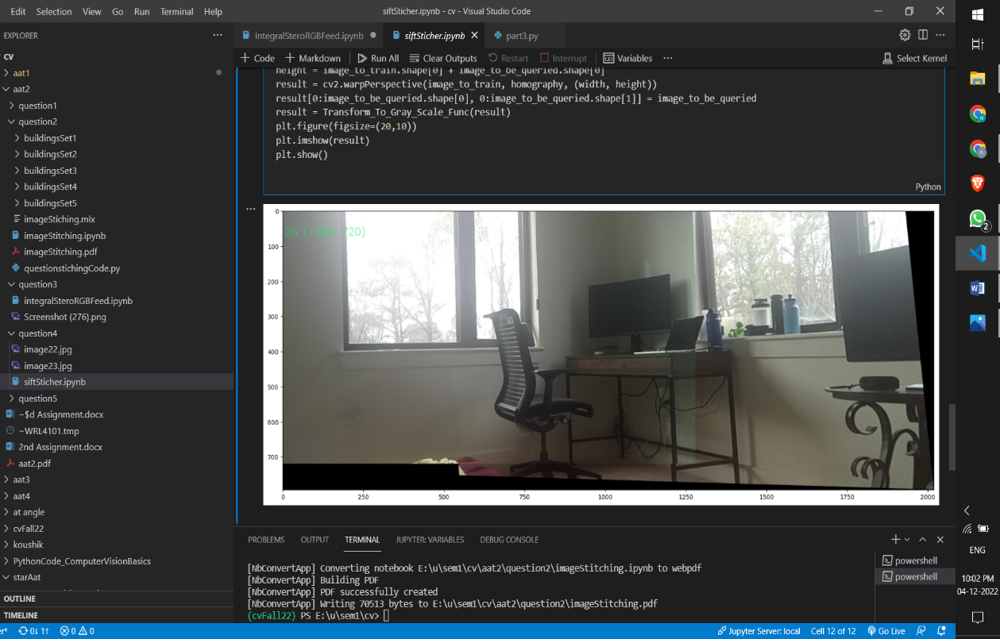 Edit Selection View Go Run Terminal Help
siftSticher.ipynb - cv - Visual Studio Code
EXPLORER
IntegralSteroRGBFeed.ipynb
siftSticher.ipynb
part3.py
CV
aat1
aat2
question1
question2
buildingsSet1
buildingsSet2
buildingsSet3
buildingsSet4
buildingsSet5
imageStiching.mlx
imageStitching.ipynb
imageStitching.pdf
questionstichingCode.py
question3
integralSteroRGBFeed.ipynb
Screenshot (276).png
question4
image22.jpg
image23.jpg
siftSticher.ipynb
question5
~$d Assignment.docx
~WRL4101.tmp
2nd Assignment.docx
aat2.pdf
aat3
aat4
at angle
cvFall22
koushik
PythonCode_ComputerVisionBasics
starAat
OUTLINE
TIMELINE
Code Markdown Run All Clear Outputs Restart Interrupt Variables Select Kernel
height = image_to_train.shape[0] + image_to_be_queried.shape[0]
result = cv2.warpPerspective(image_to_train, homography, (width, height))
result[0:image_to_be_queried.shape[0], 0:image_to_be_queried.shape[1]] = image_to_be_queried
result = Transform_To_Gray_Scale_Func(result)
plt.figure(figsize=(20,10))
plt.imshow(result)
plt.show()
Python
26 720)
0
100
200
300
400
500
600
700
0 250 500 750 1000 1250 1500 1750 2000
PROBLEMS OUTPUT TERMINAL JUPYTER: VARIABLES DEBUG CONSOLE
[NbConvertApp] Converting notebook E:\u\sem1\cv\aat2\question2\imageStitching.ipynb to webpdf
[NbConvertApp] Building PDF
[NbConvertApp] PDF successfully created
[NbConvertApp] Writing 70513 bytes to E:\u\sem1\cv\aat2\question2\imageStitching.pdf
(cvFall22) PS E:\u\sem1\cv>
powershell
powershell
0↓ 1↑ 0 0
Jupyter Server: local Cell 12 of 12 Go Live
2
ENG
10:02 PM
04-12-2022